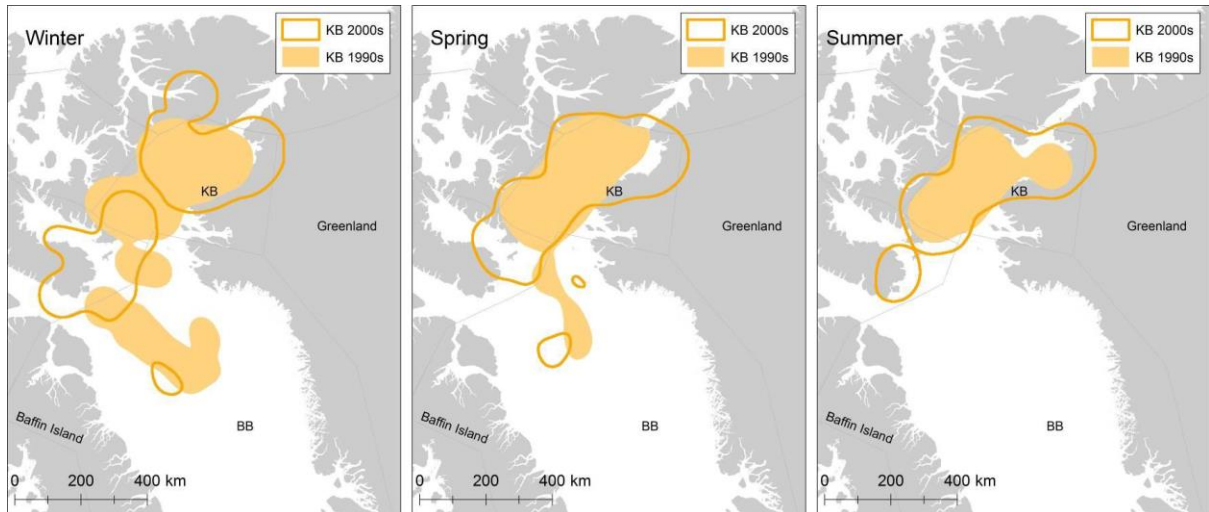 Winter
KB 2000s
KB 1990s
KB
Greenland
Baffin Island
BB
0 200 400 km
Spring
KB 2000s
KB 1990s
KB
Greenland
Baffin Island
BB
0 200 400 km
Summer
KB 2000s
KB 1990s
KB
Greenland
Baffin Island
BB
0 200 400 km